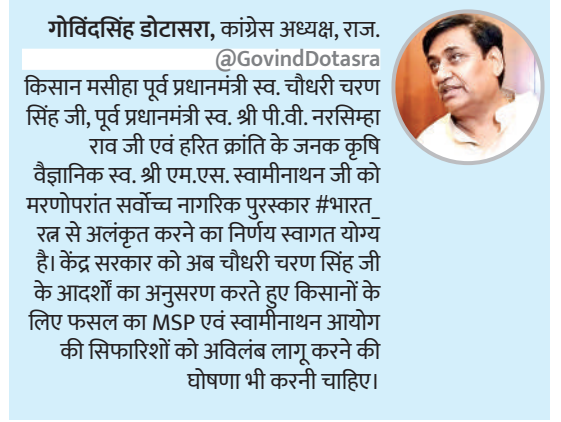 गोविंदसिंह डोटासरा, कांग्रेस अध्यक्ष, राज.
@GovindDotasra
किसान मसीहा पूर्व प्रधानमंत्री स्व. चौधरी चरण
सिंह जी, पूर्व प्रधानमंत्री स्व. श्री पी.वी. नरसिम्हा
राव जी एवं हरित क्रांति के जनक कृषि
वैज्ञानिक स्व. श्री एम.एस. स्वामीनाथन जी को
मरणोपरांत सर्वोच्च नागरिक पुरस्कार #भारत_
रत्न से अलंकृत करने का निर्णय स्वागत योग्य
है। केंद्र सरकार को अब चौधरी चरण सिंह जी
के आदर्शों का अनुसरण करते हुए किसानों के
लिए फसल का MSP एवं स्वामीनाथन आयोग
की सिफारिशों को अविलंब लागू करने की
घोषणा भी करनी चाहिए।